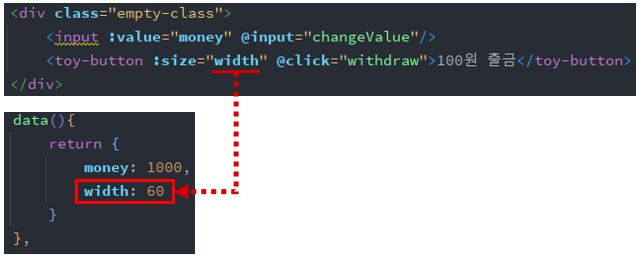 <div class="empty-class">
<input :value="money" @input="changeValue"/>
<toy-button :size="width" @click="withdraw">100원 출금</toy-button>
</div>
data(){
return {
money: 1000,
width: 60
}
},